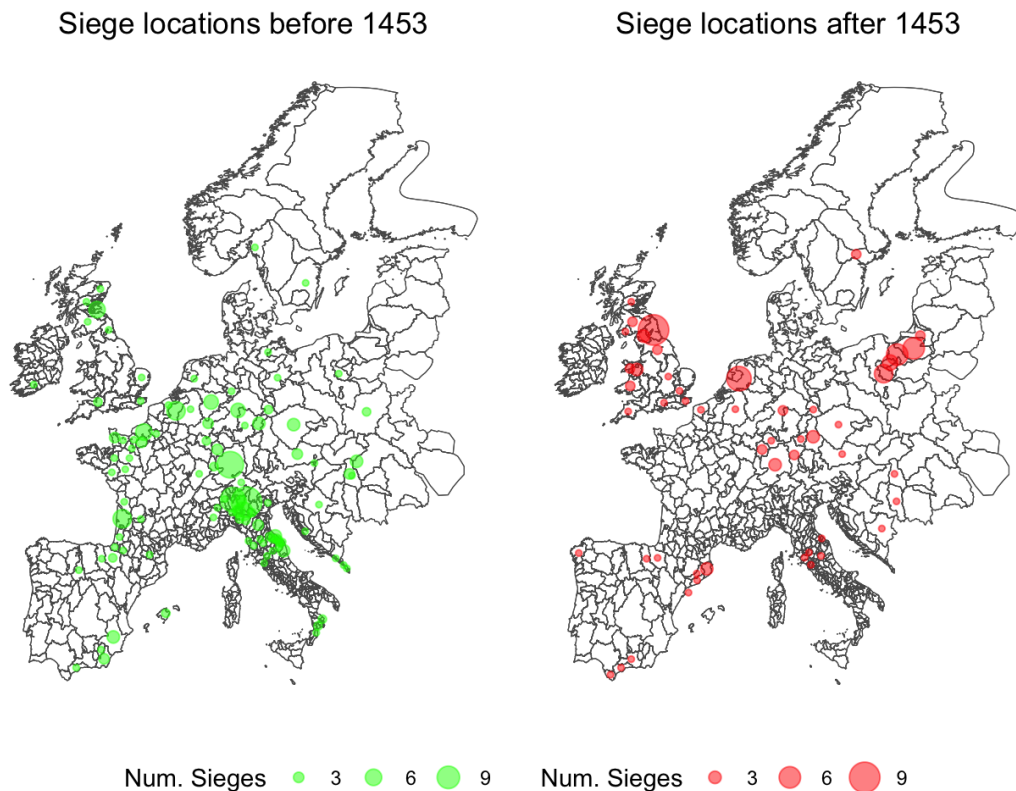 Siege locations before 1453
Siege locations after 1453
Num. Sieges 3 6 9
Num. Sieges 3 6 9